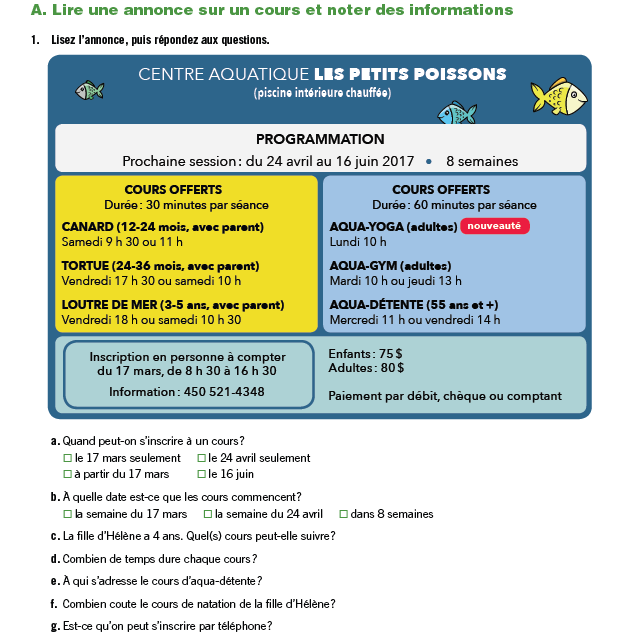 A. Lire une annonce sur un cours et noter des informations
1. Lisez l'annonce, puis répondez aux questions.
CENTRE AQUATIQUE LES PETITS POISSONS
(piscine intérieure chauffée)
PROGRAMMATION
Prochaine session : du 24 avril au 16 juin 2017 • 8 semaines
COURS OFFERTS
Durée : 30 minutes par séance
CANARD (12-24 mois, avec parent)
Samedi 9 h 30 ou 11 h
TORTUE (24-36 mois, avec parent)
Vendredi 17 h 30 ou samedi 10 h
LOUTRE DE MER (3-5 ans, avec parent)
Vendredi 18 h ou samedi 10 h 30
COURS OFFERTS
Durée : 60 minutes par séance
AQUA-YOGA (adultes) nouveauté
Lundi 10 h
AQUA-GYM (adultes)
Mardi 10 h ou jeudi 13 h
AQUA-DÉTENTE (55 ans et +)
Mercredi 11 h ou vendredi 14 h
Inscription en personne à compter
du 17 mars, de 8 h 30 à 16 h 30
Information : 450 521-4348
Enfants : 75 $
Adultes : 80 $
Paiement par débit, chèque ou comptant
a. Quand peut-on s'inscrire à un cours?
□ le 17 mars seulement □ le 24 avril seulement
□ à partir du 17 mars □ le 16 juin
b. À quelle date est-ce que les cours commencent?
□ la semaine du 17 mars □ la semaine du 24 avril □ dans 8 semaines
c. La fille d'Hélène a 4 ans. Quel(s) cours peut-elle suivre?
d. Combien de temps dure chaque cours?
e. À qui s'adresse le cours d'aqua-détente?
f. Combien coute le cours de natation de la fille d'Hélène?
g. Est-ce qu'on peut s'inscrire par téléphone?